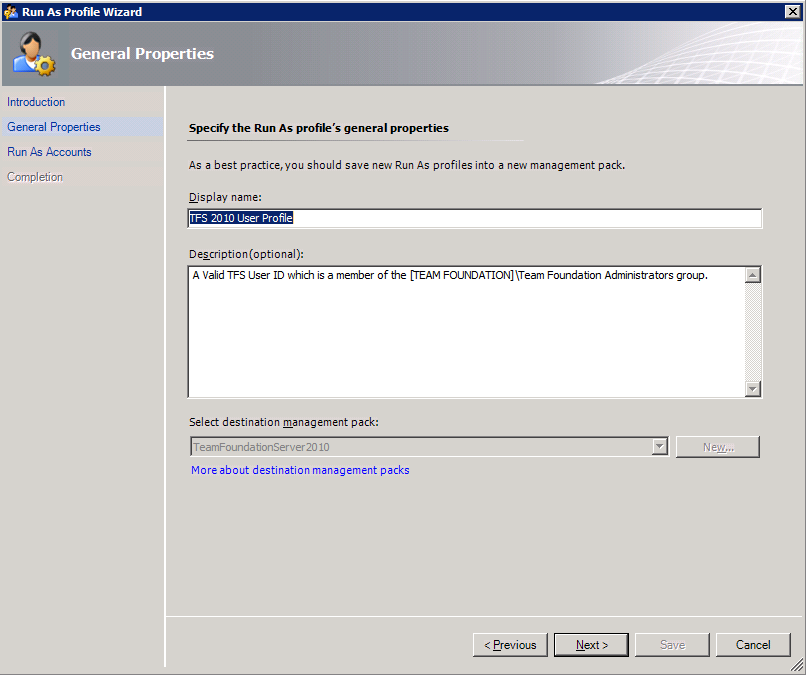 Run As Profile Wizard
General Properties
Introduction
General Properties
Run As Accounts
Completion
Specify the Run As profile's general properties
As a best practice, you should save new Run As profiles into a new management pack.
Display name:
TFS 2010 User Profile
Description(optional):
A Valid TFS User ID which is a member of the [TEAM FOUNDATION]\Team Foundation Administrators group.
Select destination management pack:
TeamFoundationServer2010
New...
More about destination management packs
< Previous
Next >
Save
Cancel